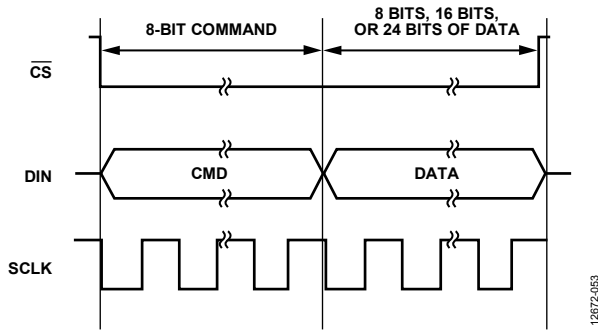 8-BIT COMMAND
8 BITS, 16 BITS,
OR 24 BITS OF DATA
CS
DIN
CMD
DATA
SCLK
12672-053